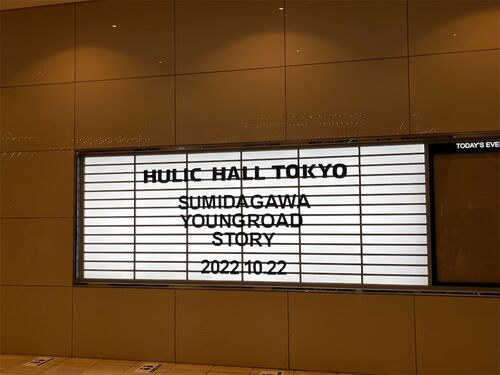 HULIC HALL TOKYO
SUMIDAGAWA
YOUNGROAD
STORY
2022.10.22
TODAY'S EVE